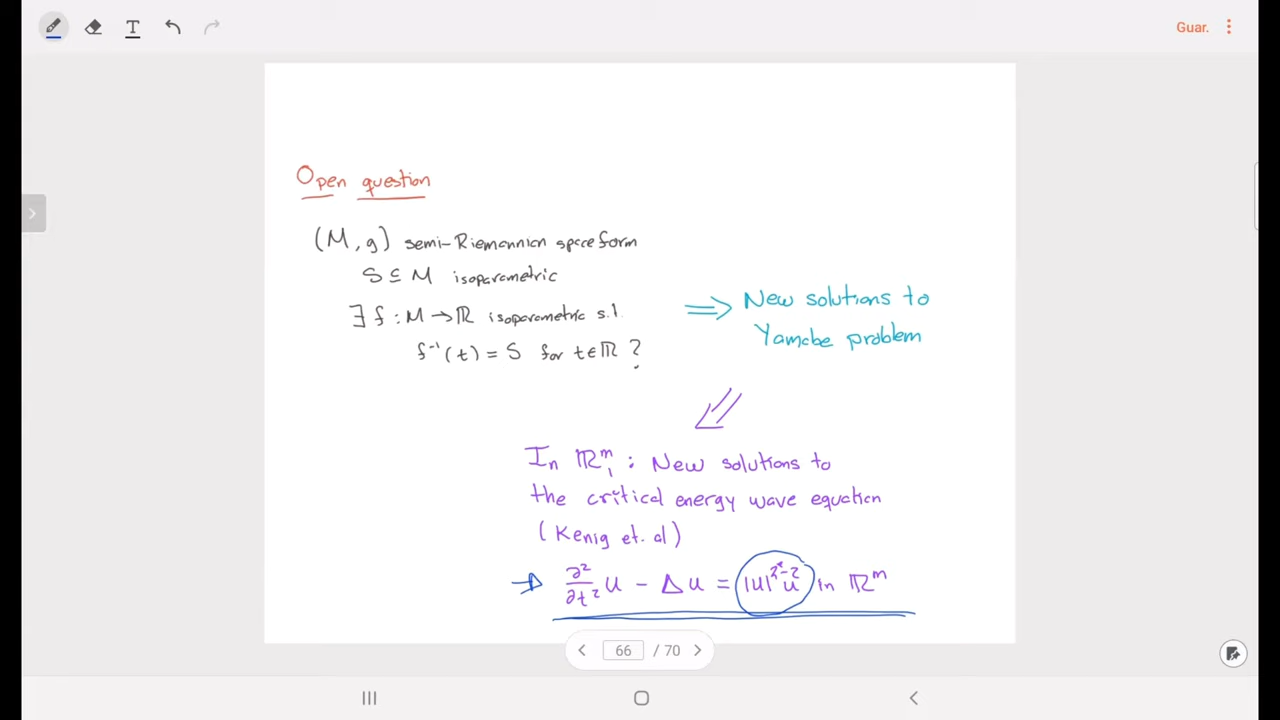 T
Guar.
Open question
(M, g) semi-Riemannian space form
S ⊆ M isoparametric
∃ f : M → ℝ isoparametric s.t.
f⁻¹(t) = S for t ∈ ℝ ?
⇒ New solutions to
Yamabe problem
In ℝ₁ᵐ : New solutions to
the critical energy wave equation
(Kenig et. al)
→ ∂²/∂t² u − Δu = |u|^{2*−2} u in ℝᵐ
66 / 70